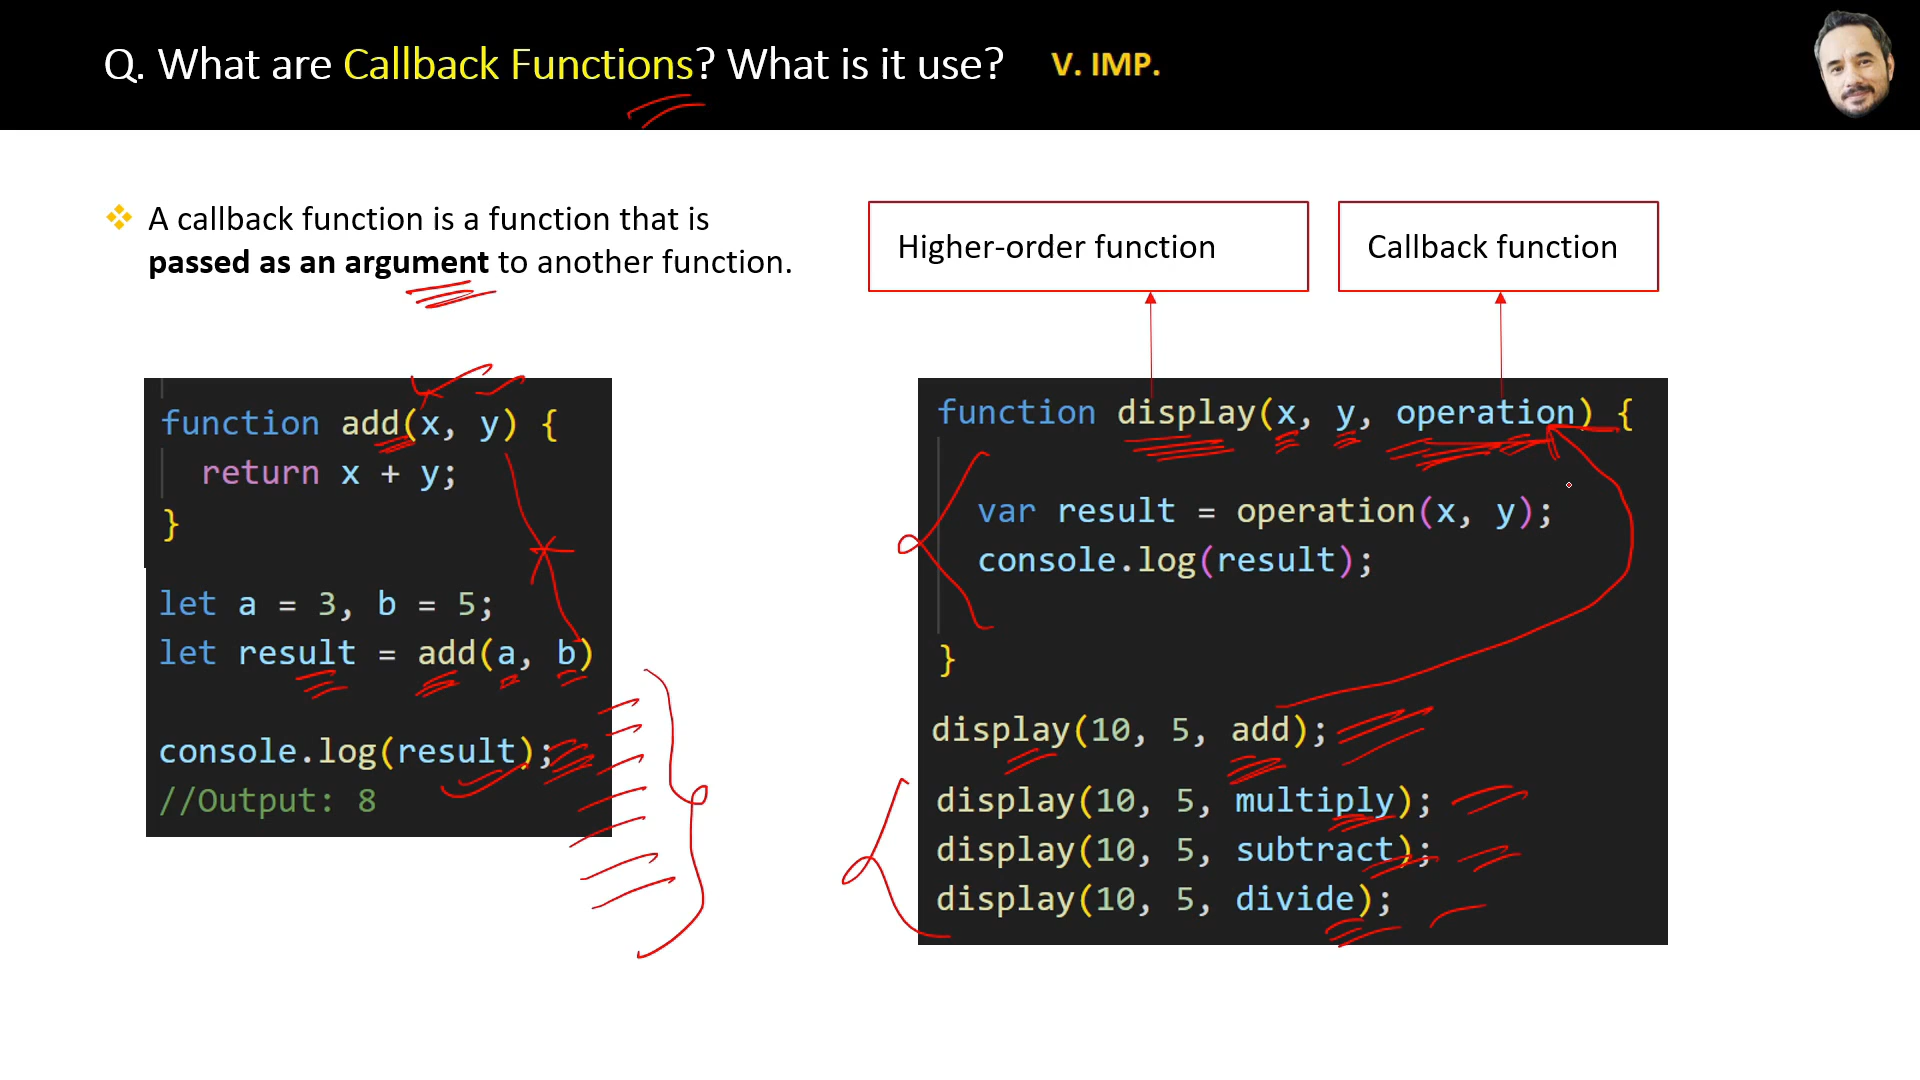 Q. What are Callback Functions? What is it use? V. IMP.
A callback function is a function that is
passed as an argument to another function.
function add(x, y) {
return x + y;
}
let a = 3, b = 5;
let result = add(a, b)
console.log(result);
//Output: 8
Higher-order function
Callback function
function display(x, y, operation) {
var result = operation(x, y);
console.log(result);
}
display(10, 5, add);
display(10, 5, multiply);
display(10, 5, subtract);
display(10, 5, divide);